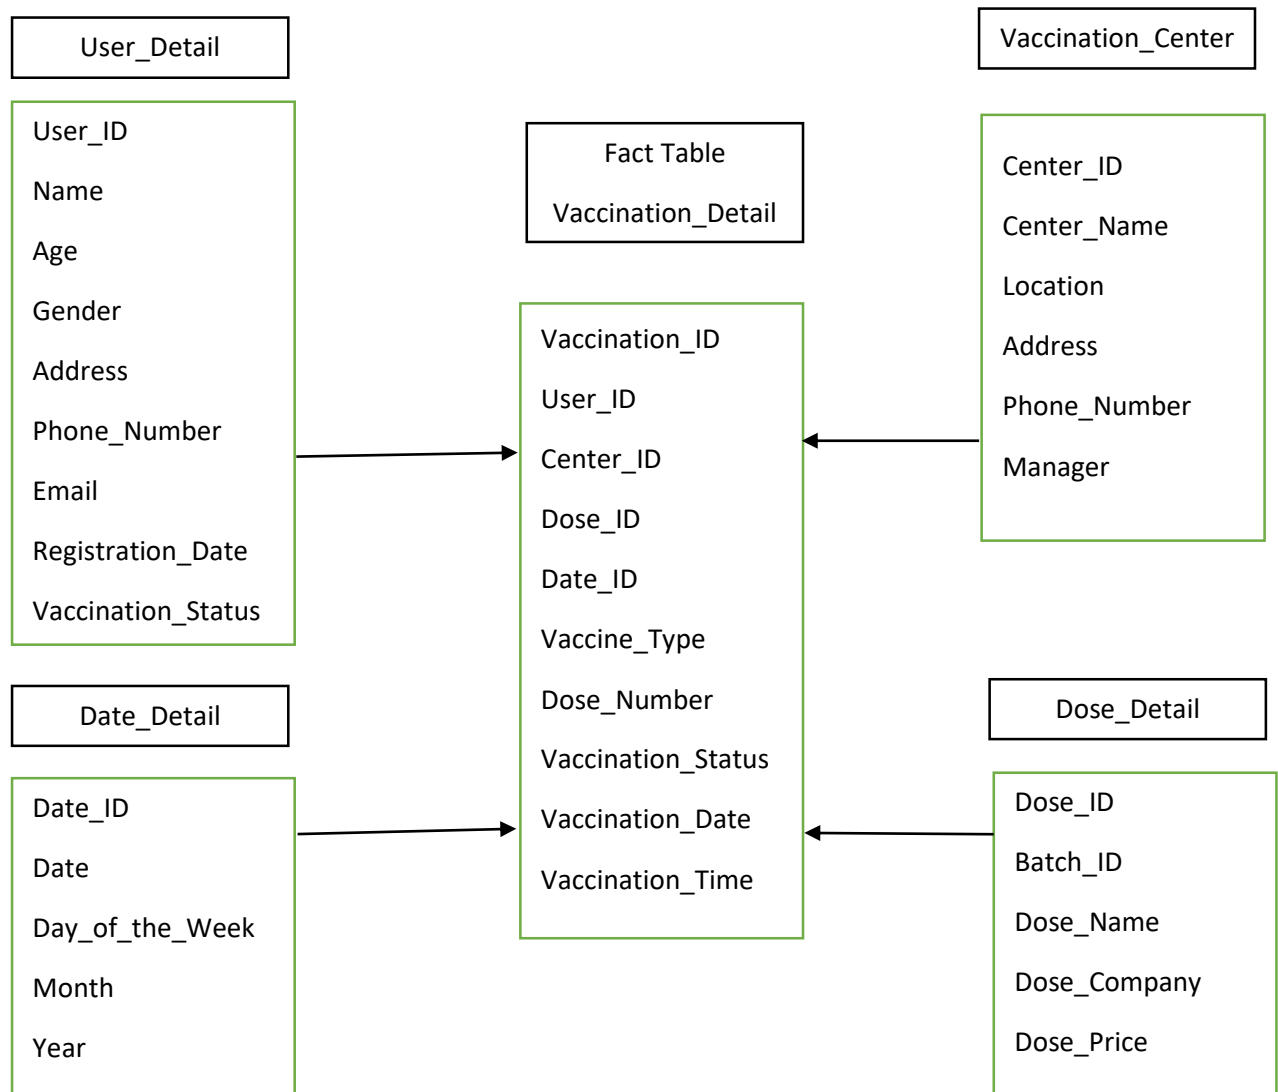 User_Detail
User_ID
Name
Age
Gender
Address
Phone_Number
Email
Registration_Date
Vaccination_Status
Fact Table
Vaccination_Detail
Vaccination_ID
User_ID
Center_ID
Dose_ID
Date_ID
Vaccine_Type
Dose_Number
Vaccination_Status
Vaccination_Date
Vaccination_Time
Vaccination_Center
Center_ID
Center_Name
Location
Address
Phone_Number
Manager
Date_Detail
Date_ID
Date
Day_of_the_Week
Month
Year
Dose_Detail
Dose_ID
Batch_ID
Dose_Name
Dose_Company
Dose_Price